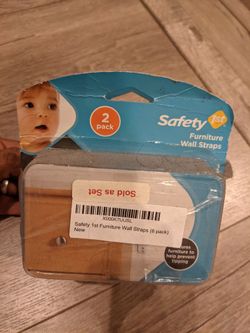 2
pack
Safety 1st
Furniture
Wall Straps
Sold as Set
Safety 1st Furniture Wall Straps (8 pack)
New
furniture
to help prevent
tipping